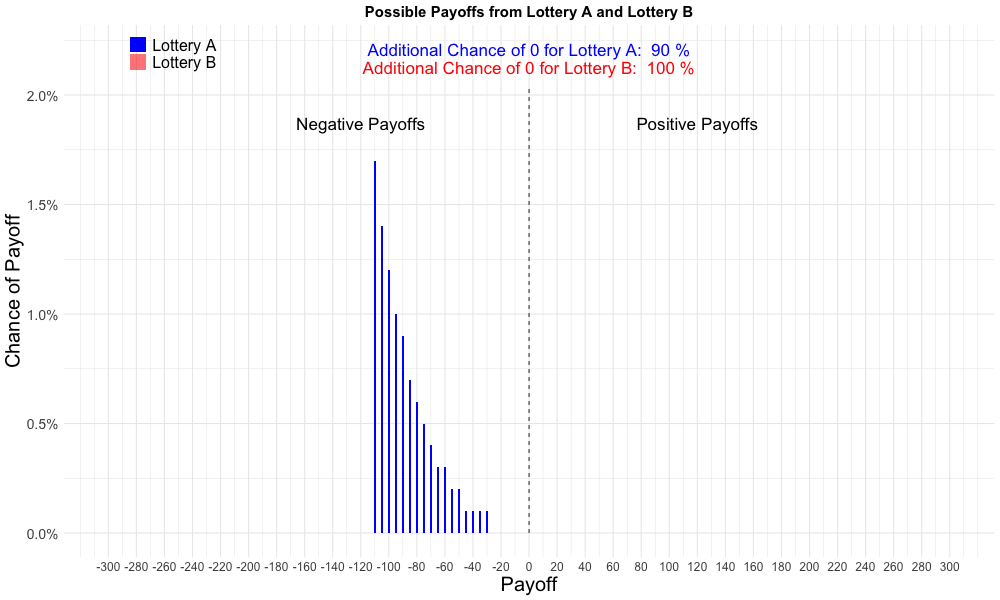 Possible Payoffs from Lottery A and Lottery B
Lottery A
Lottery B
Additional Chance of 0 for Lottery A:  90 %
Additional Chance of 0 for Lottery B:  100 %
Negative Payoffs
Positive Payoffs
Chance of Payoff
2.0%
1.5%
1.0%
0.5%
0.0%
-300 -280 -260 -240 -220 -200 -180 -160 -140 -120 -100 -80 -60 -40 -20 0 20 40 60 80 100 120 140 160 180 200 220 240 260 280 300
Payoff